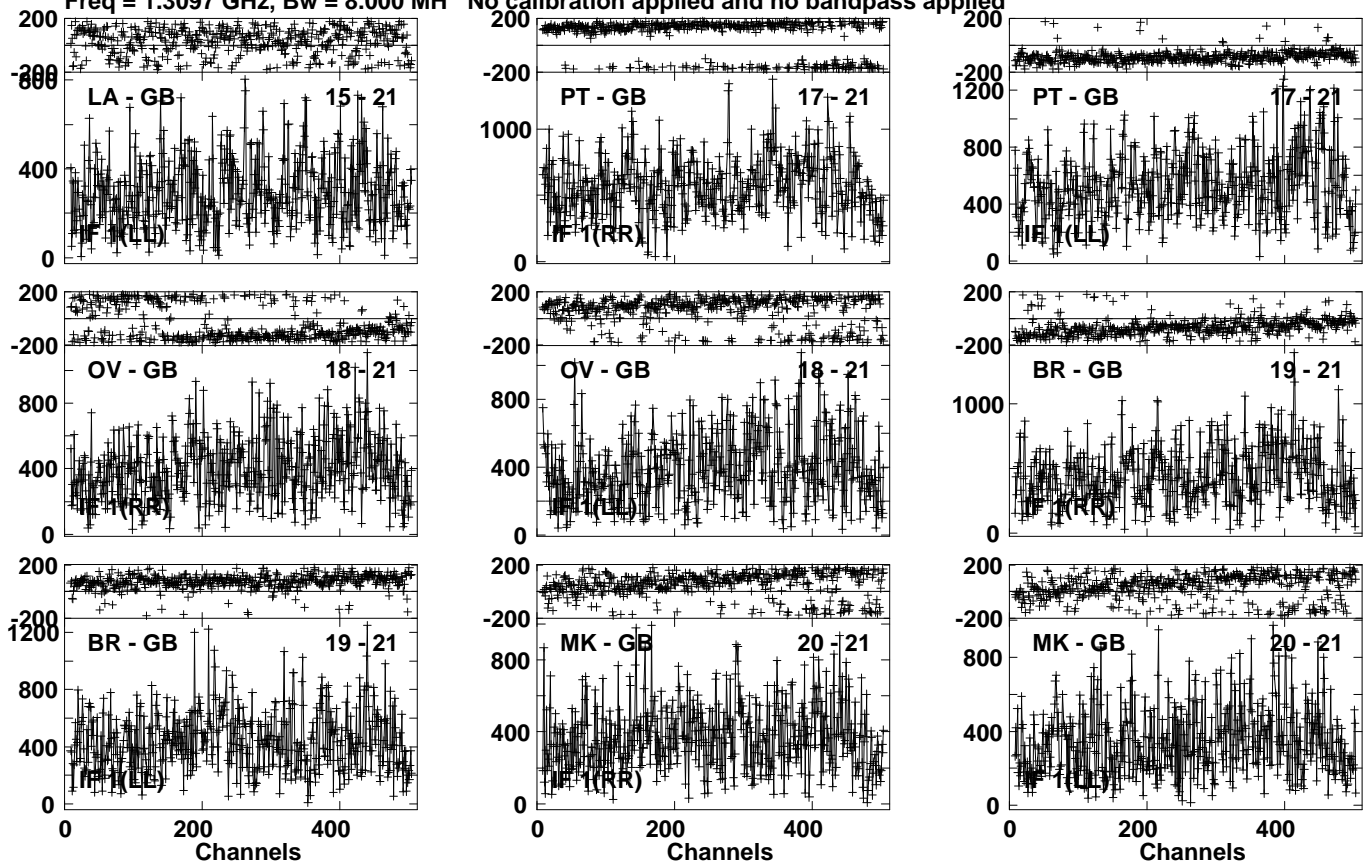 Freq = 1.3097 GHz, Bw = 8.000 MH No calibration applied and no bandpass applied
200 200 200
-200 -200 -200
800
LA - GB 15 - 21 PT - GB 17 - 21 PT - GB 17 - 21
1200
1000
800
400
400
IF 1(LL) IF 1(RR) IF 1(LL)
0 0 0
200 200 200
-200 -200 -200
OV - GB 18 - 21 OV - GB 18 - 21 BR - GB 19 - 21
800 800 1000
400 400 500
IF 1(RR) IF 1(LL) IF 1(RR)
0 0 0
200 200 200
-200 -200 -200
1200
BR - GB 19 - 21 MK - GB 20 - 21 MK - GB 20 - 21
800 800 800
400 400 400
IF 1(LL) IF 1(RR) IF 1(LL)
0 0 0
0 200 400 0 200 400 0 200 400
Channels Channels Channels